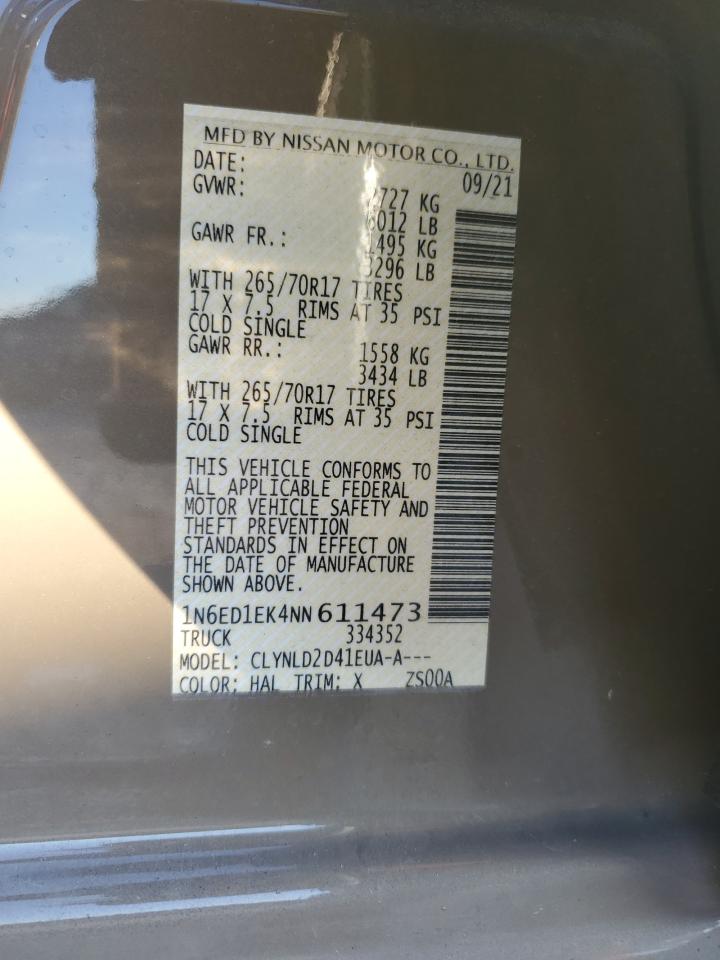 MFD BY NISSAN MOTOR CO., LTD.
DATE: 09/21
GVWR: 2727 KG
6012 LB
GAWR FR.: 1495 KG
3296 LB
WITH 265/70R17 TIRES
17 X 7.5 RIMS AT 35 PSI
COLD SINGLE
GAWR RR.: 1558 KG
3434 LB
WITH 265/70R17 TIRES
17 X 7.5 RIMS AT 35 PSI
COLD SINGLE
THIS VEHICLE CONFORMS TO
ALL APPLICABLE FEDERAL
MOTOR VEHICLE SAFETY AND
THEFT PREVENTION
STANDARDS IN EFFECT ON
THE DATE OF MANUFACTURE
SHOWN ABOVE.
1N6ED1EK4NN611473
TRUCK 334352
MODEL: CLYNLD2D41EUA-A---
COLOR: HAL TRIM: X ZS00A